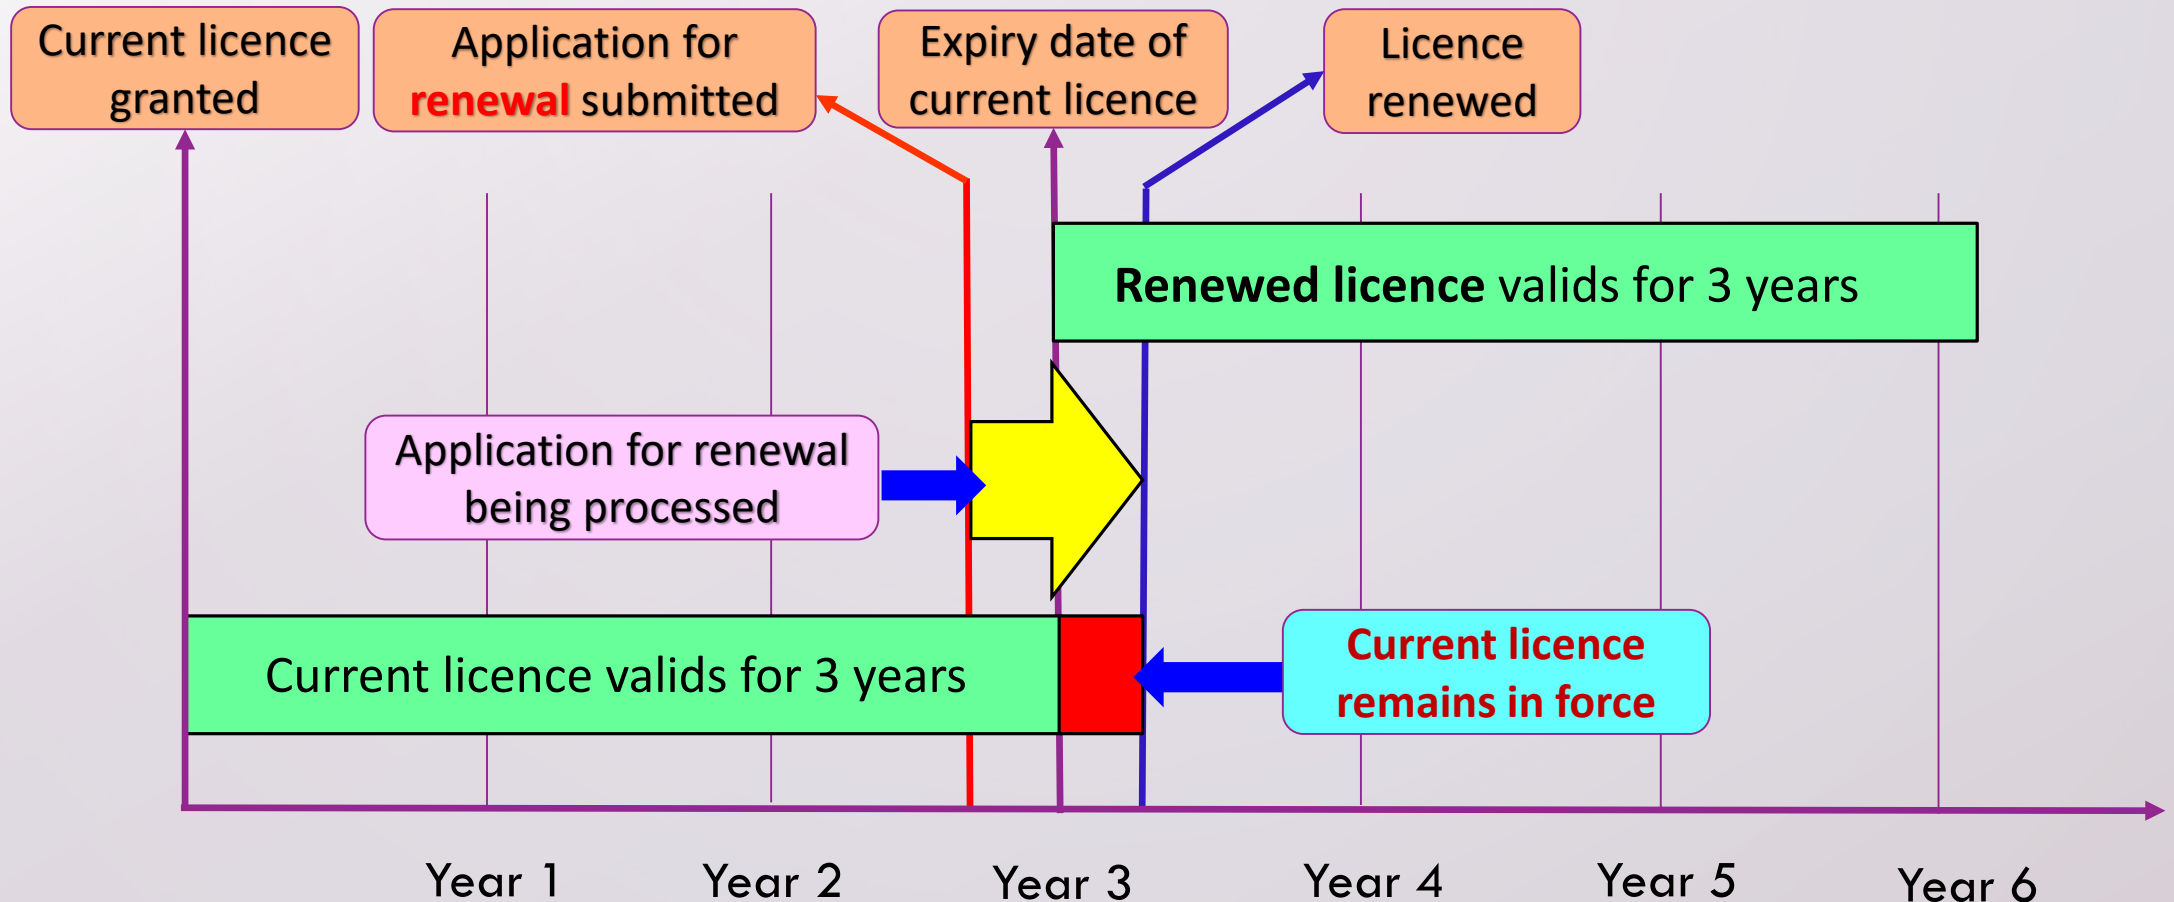 Current licence
granted
Application for
renewal submitted
Expiry date of
current licence
Licence
renewed
Renewed licence valids for 3 years
Application for renewal
being processed
Current licence valids for 3 years
Current licence
remains in force
Year 1
Year 2
Year 3
Year 4
Year 5
Year 6